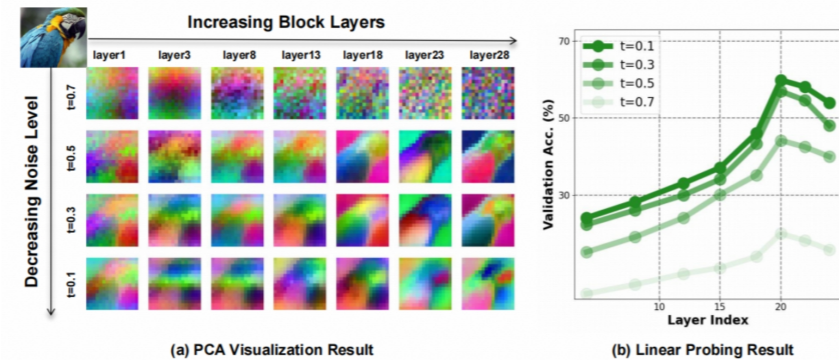 Increasing Block Layers
layer1 layer3 layer8 layer13 layer18 layer23 layer28
Decreasing Noise Level
t=0.7
t=0.5
t=0.3
t=0.1
(a) PCA Visualization Result
70
50
30
Validation Acc. (%)
t=0.1
t=0.3
t=0.5
t=0.7
10 15 20
Layer Index
(b) Linear Probing Result